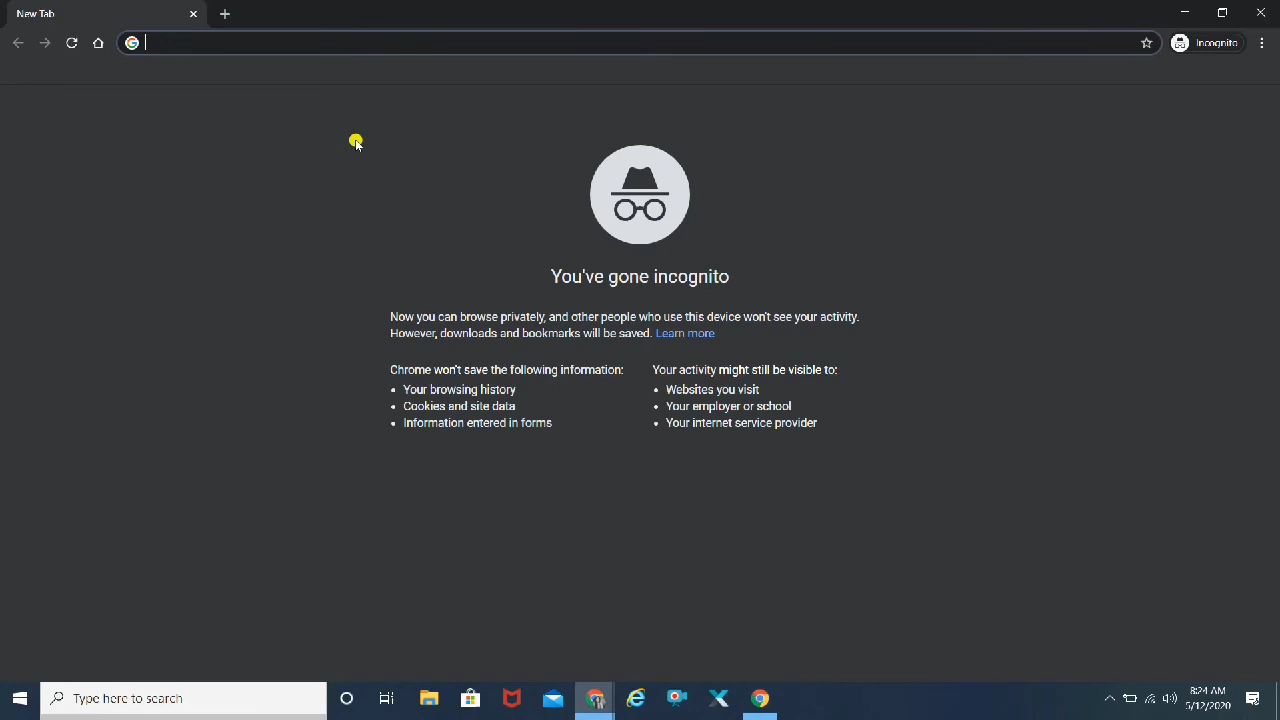 New Tab
Incognito
You've gone incognito
Now you can browse privately, and other people who use this device won't see your activity.
However, downloads and bookmarks will be saved. Learn more
Chrome won't save the following information:
Your browsing history
Cookies and site data
Information entered in forms
Your activity might still be visible to:
Websites you visit
Your employer or school
Your internet service provider
Type here to search
8:24 AM
5/12/2020